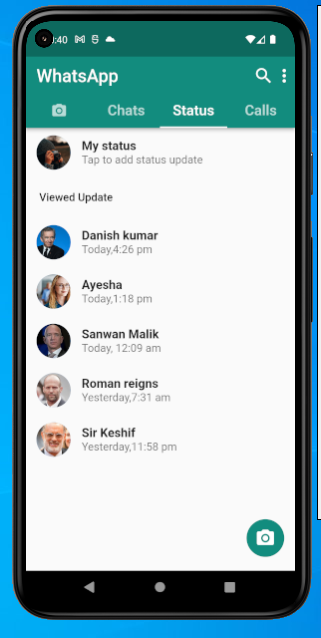 :40
WhatsApp
Chats Status Calls
My status
Tap to add status update
Viewed Update
Danish kumar
Today,4:26 pm
Ayesha
Today,1:18 pm
Sanwan Malik
Today, 12:09 am
Roman reigns
Yesterday,7:31 am
Sir Keshif
Yesterday,11:58 pm